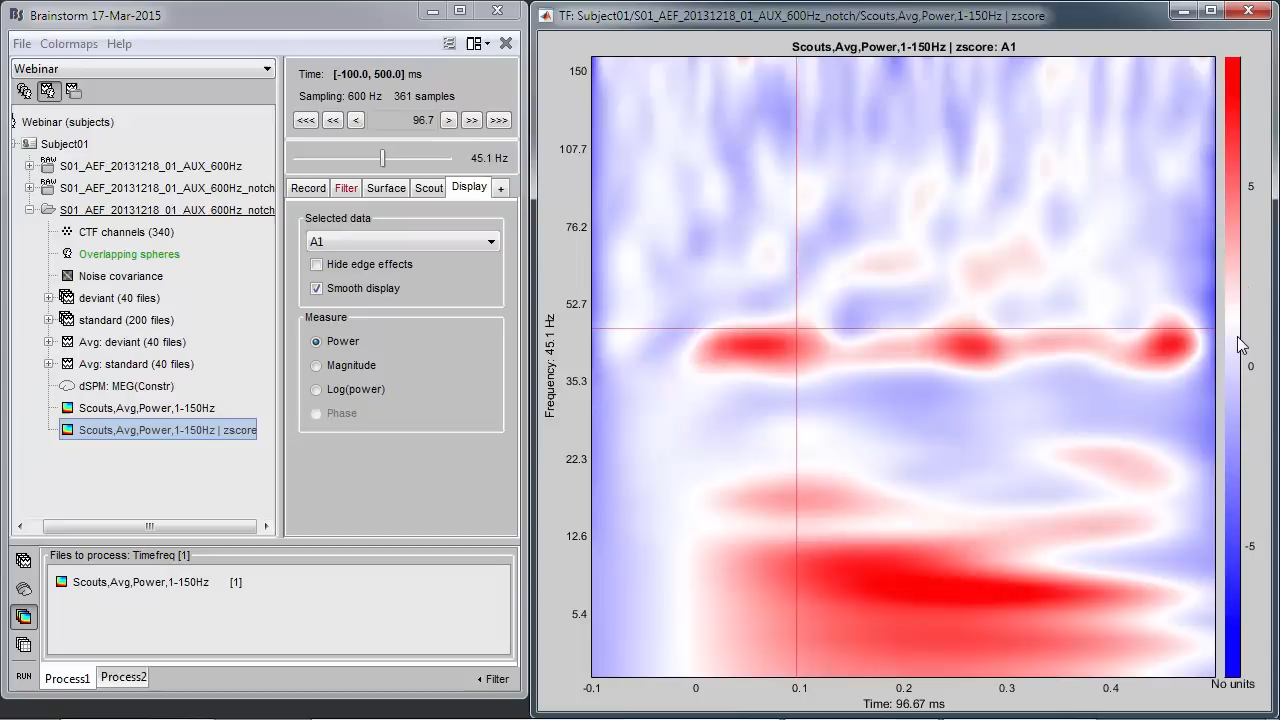 Brainstorm 17-Mar-2015
File Colormaps Help
Webinar
Webinar (subjects)
Subject01
S01_AEF_20131218_01_AUX_600Hz
S01_AEF_20131218_01_AUX_600Hz_notch
S01_AEF_20131218_01_AUX_600Hz_notch
CTF channels (340)
Overlapping spheres
Noise covariance
deviant (40 files)
standard (200 files)
Avg: deviant (40 files)
Avg: standard (40 files)
dSPM: MEG(Constr)
Scouts,Avg,Power,1-150Hz
Scouts,Avg,Power,1-150Hz | zscore
Time: [-100.0, 500.0] ms
Sampling: 600 Hz 361 samples
<<< << < 96.7 > >> >>>
45.1 Hz
Record Filter Surface Scout Display +
Selected data
A1
Hide edge effects
Smooth display
Measure
Power
Magnitude
Log(power)
Phase
Files to process: Timefreq [1]
Scouts,Avg,Power,1-150Hz [1]
RUN
Process1 Process2
Filter
TF: Subject01/S01_AEF_20131218_01_AUX_600Hz_notch/Scouts,Avg,Power,1-150Hz | zscore
Scouts,Avg,Power,1-150Hz | zscore: A1
150
107.7
76.2
52.7
35.3
22.3
12.6
5.4
Frequency: 45.1 Hz
-0.1 0 0.1 0.2 0.3 0.4
Time: 96.67 ms
5
0
-5
No units